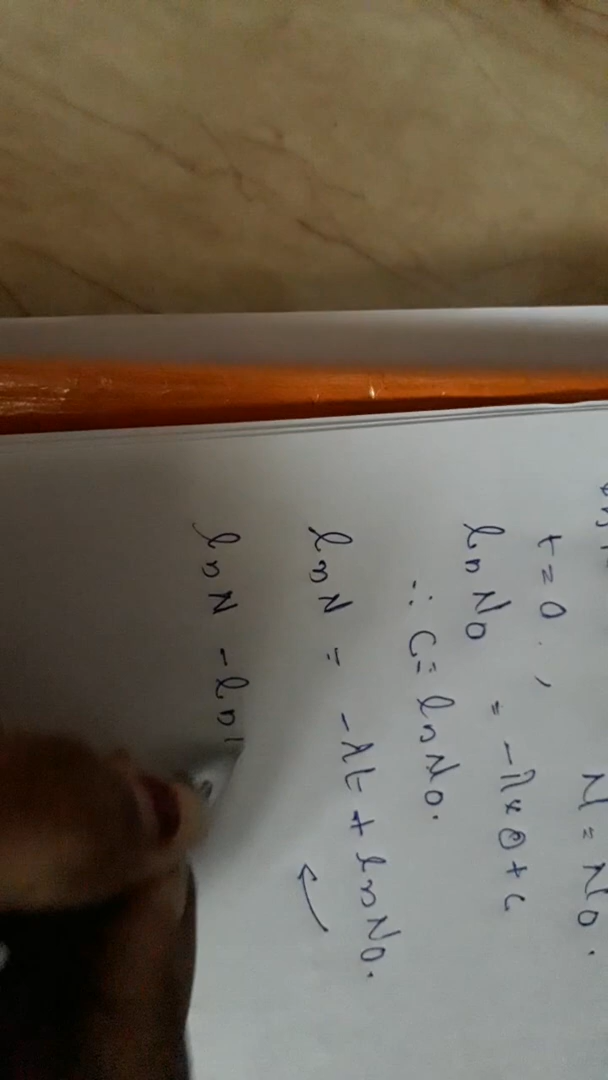 t = 0 , N = N0.
ln N0 = -λ × 0 + c
∴ C = ln N0.
ln N = -λt + ln N0.
ln N - ln